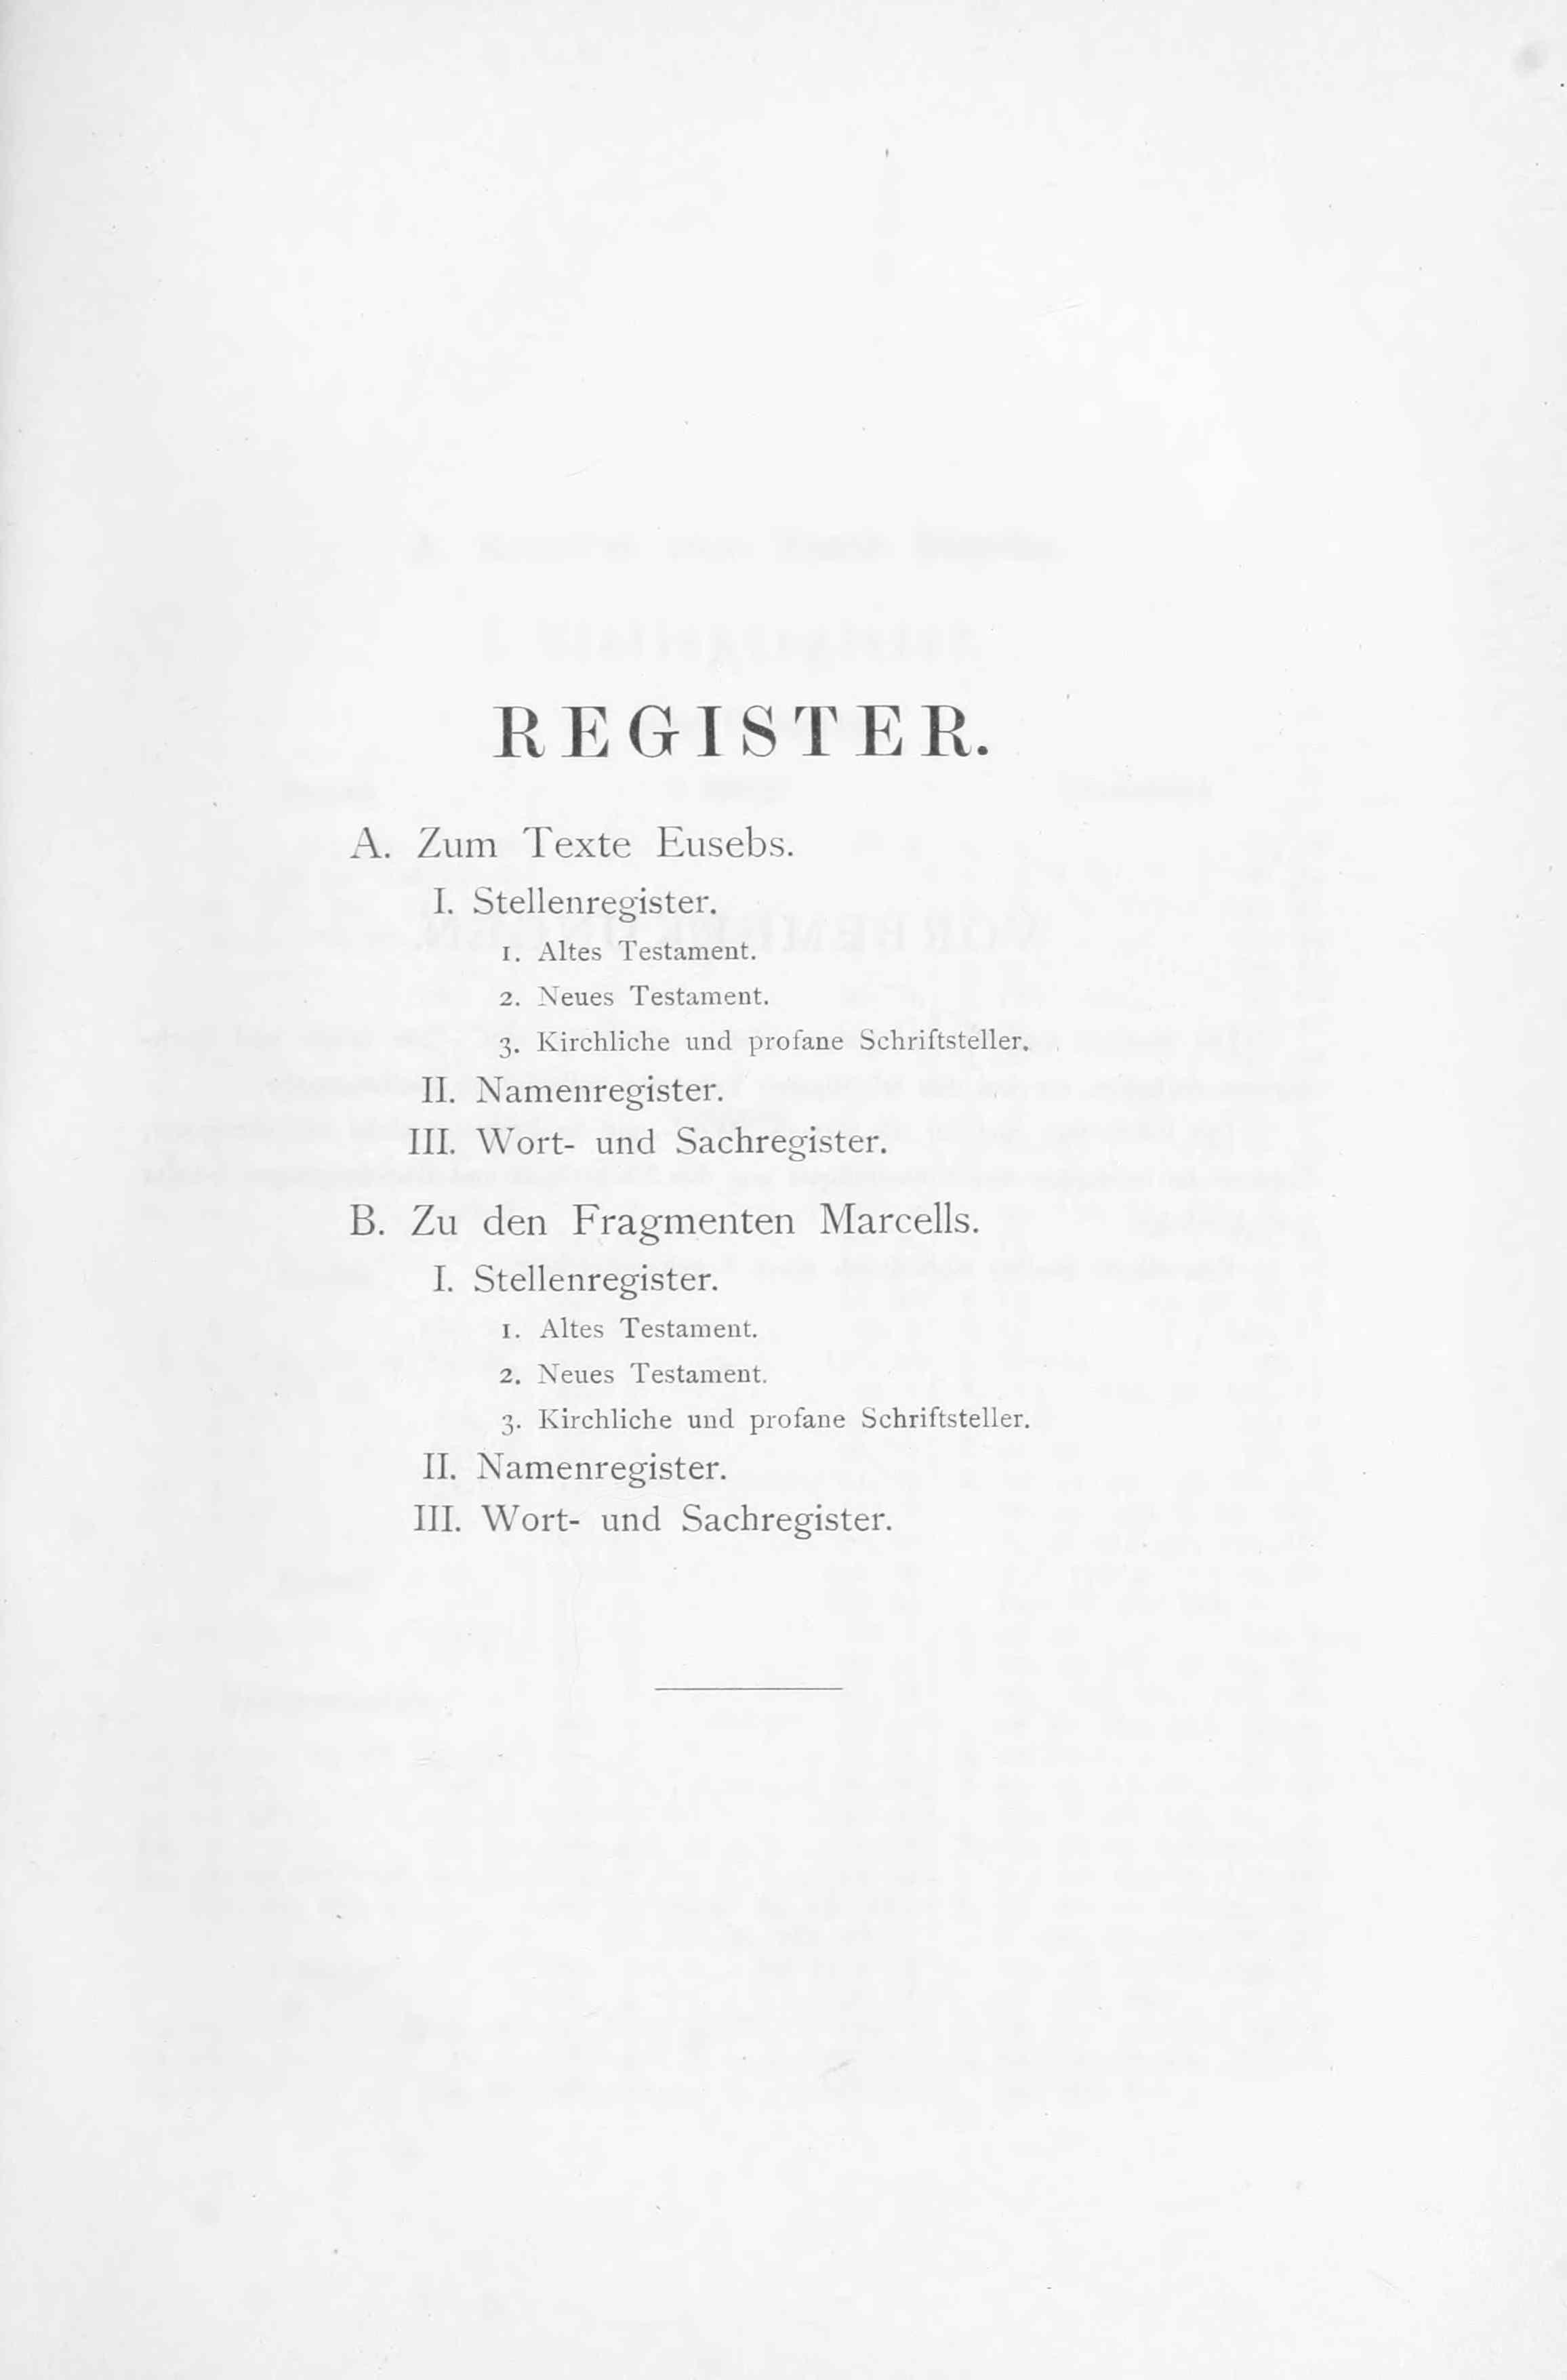 REGISTER.
A. Zum Texte Eusebs.
I. Stellenregister.
1. Altes Testament.
2. Neues Testament.
3. Kirchliche und profane Schriftsteller.
II. Namenregister.
III. Wort- und Sachregister.
B. Zu den Fragmenten Marcells.
I. Stellenregister.
1. Altes Testament.
2. Neues Testament.
3. Kirchliche und profane Schriftsteller.
II. Namenregister.
III. Wort- und Sachregister.